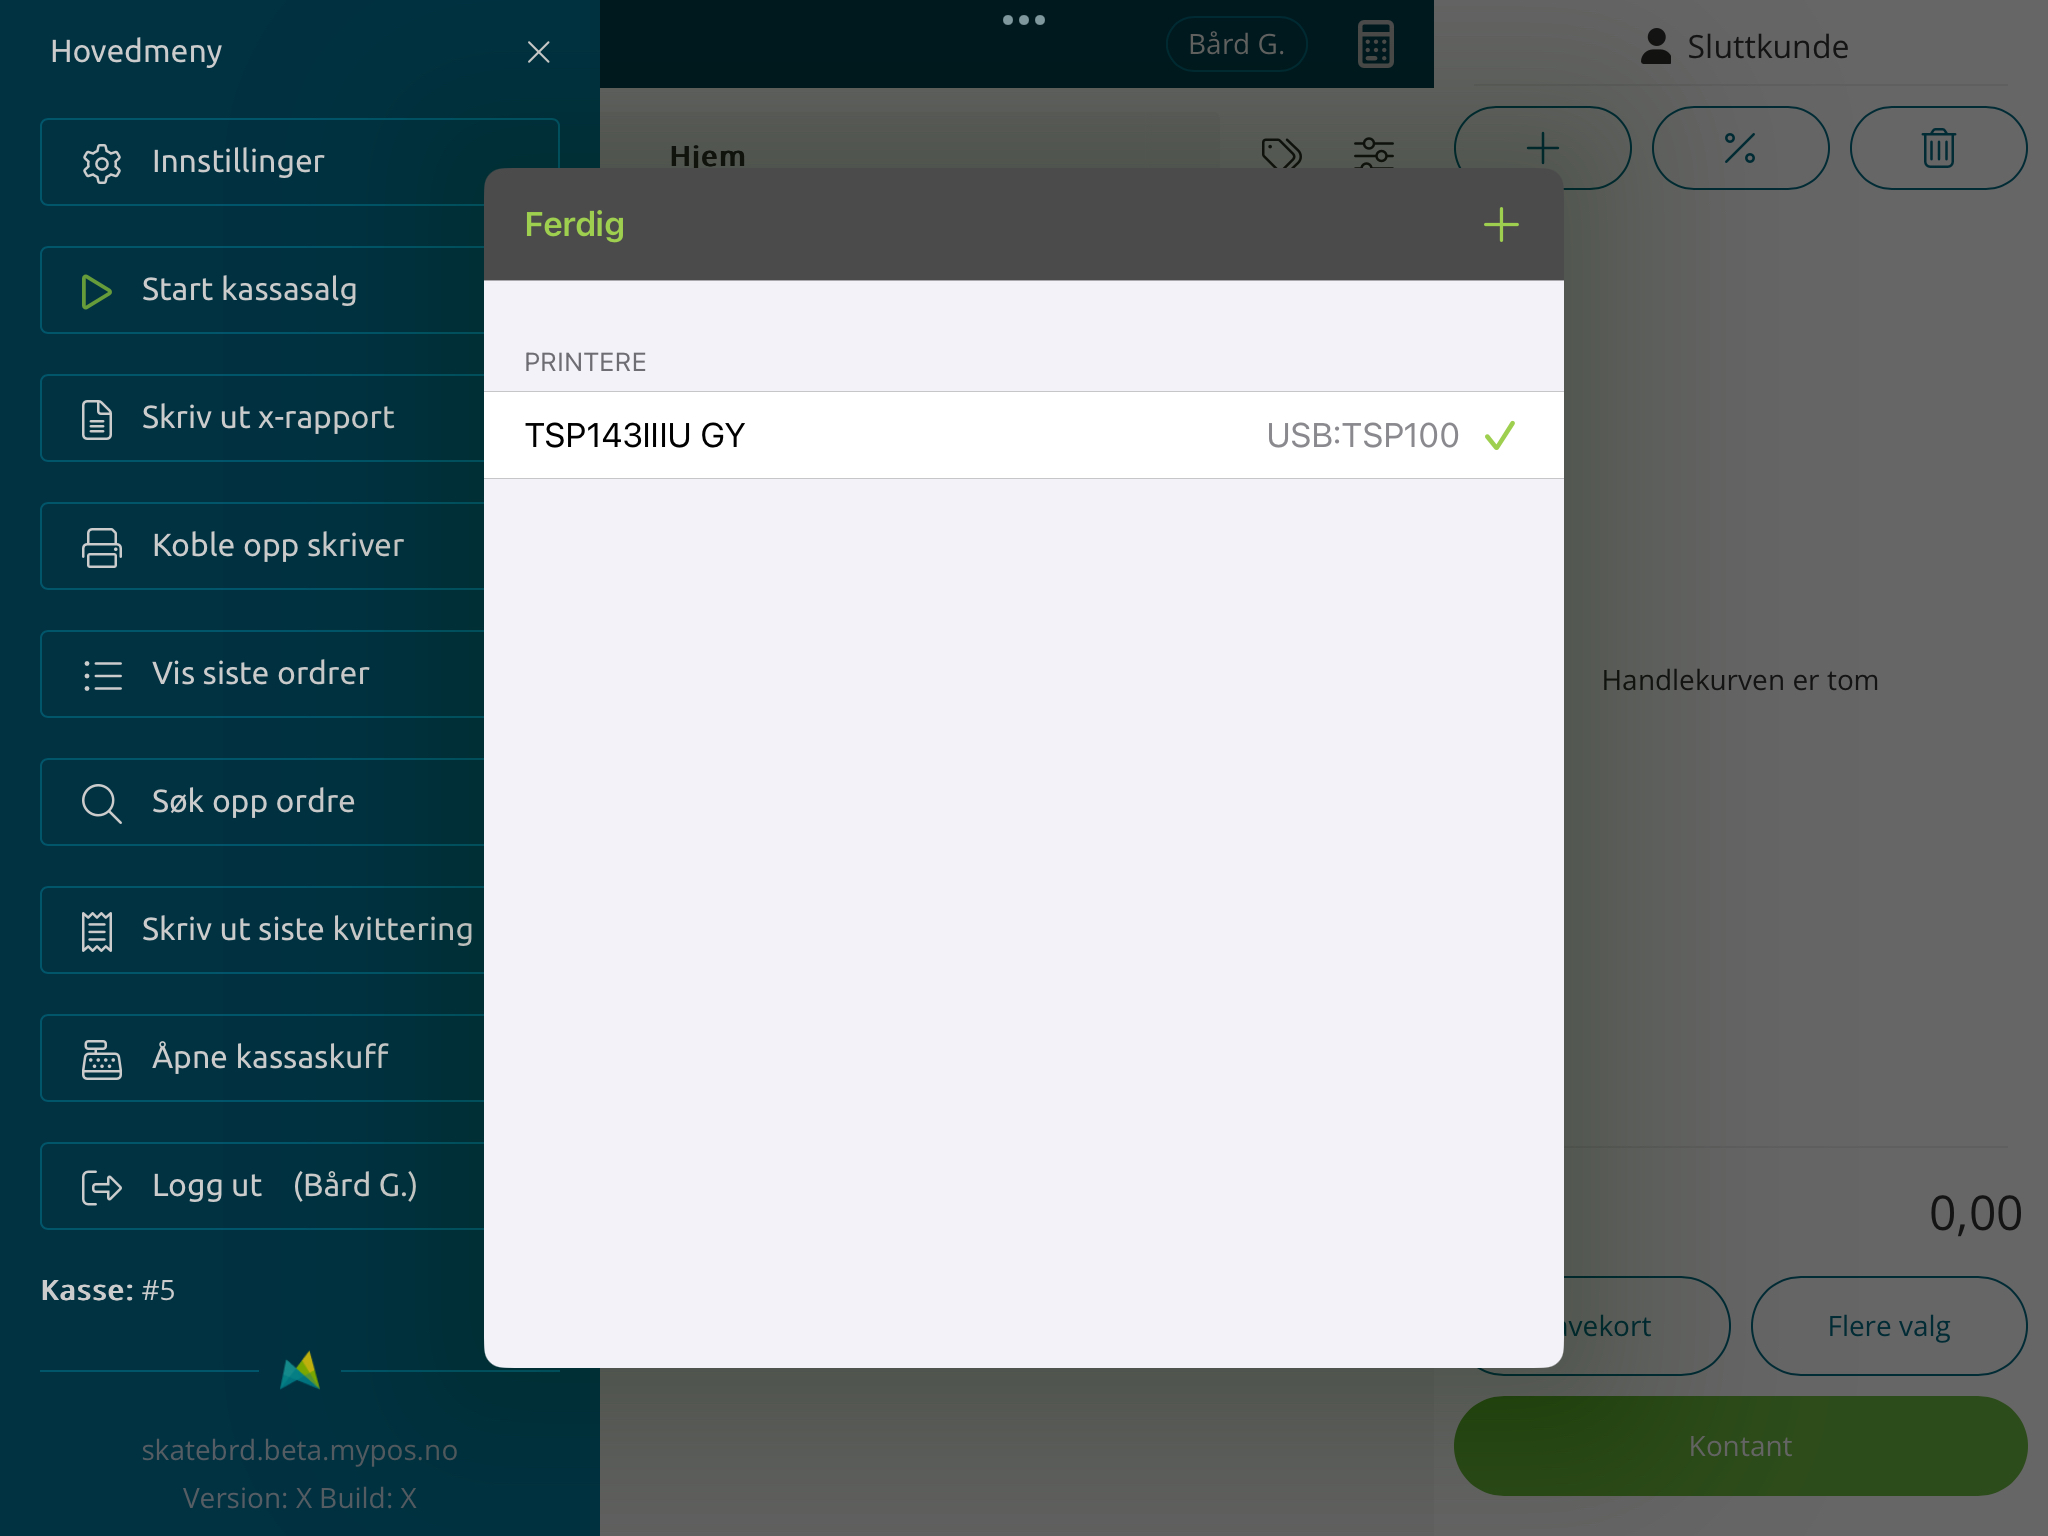 Hovedmeny
Innstillinger
Start kassasalg
Skriv ut x-rapport
Koble opp skriver
Vis siste ordrer
Søk opp ordre
Skriv ut siste kvittering
Åpne kassaskuff
Logg ut (Bård G.)
Kasse: #5
skatebrd.beta.mypos.no
Version: X Build: X
Bård G.
Hjem
Ferdig
PRINTERE
TSP143IIIU GY USB:TSP100
Sluttkunde
Handlekurven er tom
0,00
Flere valg
Kontant